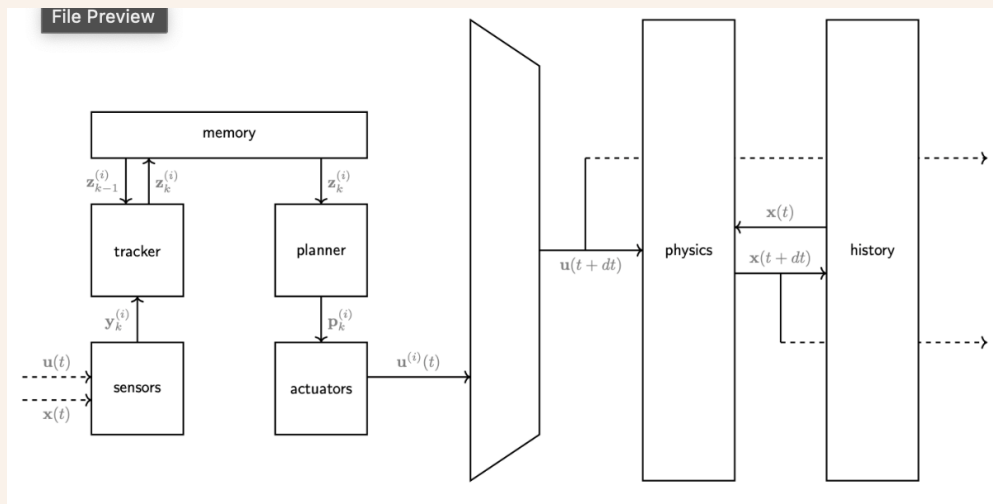 File Preview
memory
z_{k-1}^{(i)}
z_k^{(i)}
z_k^{(i)}
tracker
planner
physics
history
x(t)
x(t + dt)
u(t + dt)
y_k^{(i)}
p_k^{(i)}
u(t)
x(t)
sensors
actuators
u^{(i)}(t)